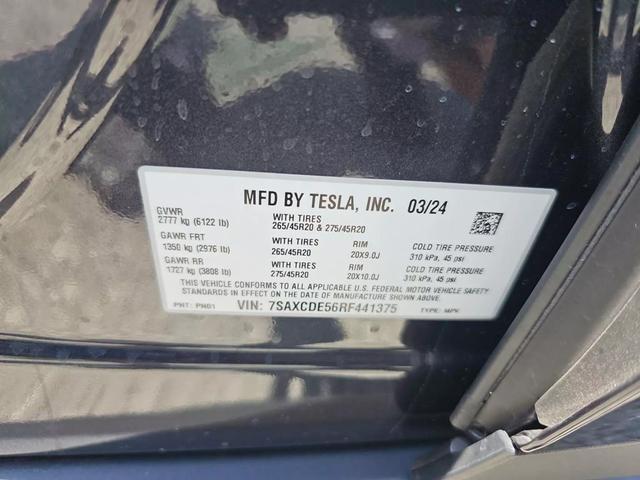 MFD BY TESLA, INC. 03/24
GVWR
2777 kg (6122 lb)
WITH TIRES
265/45R20 & 275/45R20
GAWR FRT
1350 kg (2976 lb)
WITH TIRES
265/45R20
RIM
20X9.0J
COLD TIRE PRESSURE
310 kPa, 45 psi
GAWR RR
1727 kg (3808 lb)
WITH TIRES
275/45R20
RIM
20X10.0J
COLD TIRE PRESSURE
310 kPa, 45 psi
THIS VEHICLE CONFORMS TO ALL APPLICABLE U.S. FEDERAL MOTOR VEHICLE SAFETY
STANDARDS IN EFFECT ON THE DATE OF MANUFACTURE SHOWN ABOVE.
PNT: PN01 VIN: 7SAXCDE56RF441375 TYPE: MPV